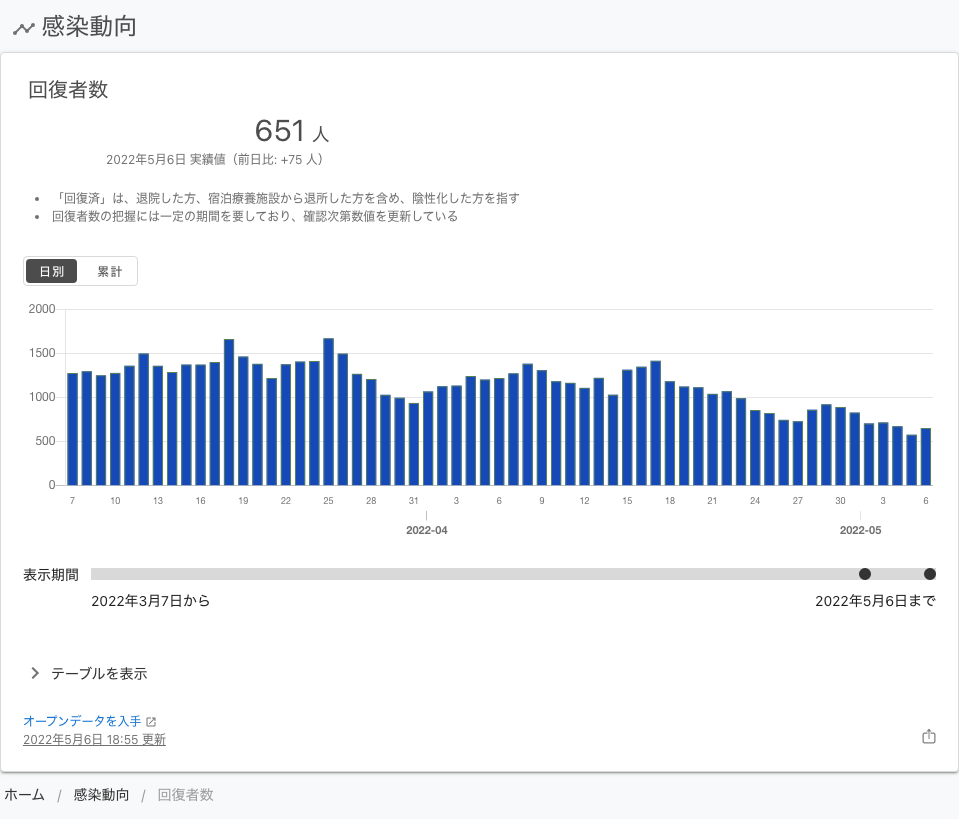 感染動向
回復者数
651 人
2022年5月6日 実績値（前日比: +75 人）
• 「回復済」は、退院した方、宿泊療養施設から退所した方を含め、陰性化した方を指す
• 回復者数の把握には一定の期間を要しており、確認次第数値を更新している
日別 累計
2000
1500
1000
500
0
7 10 13 16 19 22 25 28 31 3 6 9 12 15 18 21 24 27 30 3 6
2022-04 2022-05
表示期間
2022年3月7日から 2022年5月6日まで
テーブルを表示
オープンデータを入手
2022年5月6日 18:55 更新
ホーム / 感染動向 / 回復者数